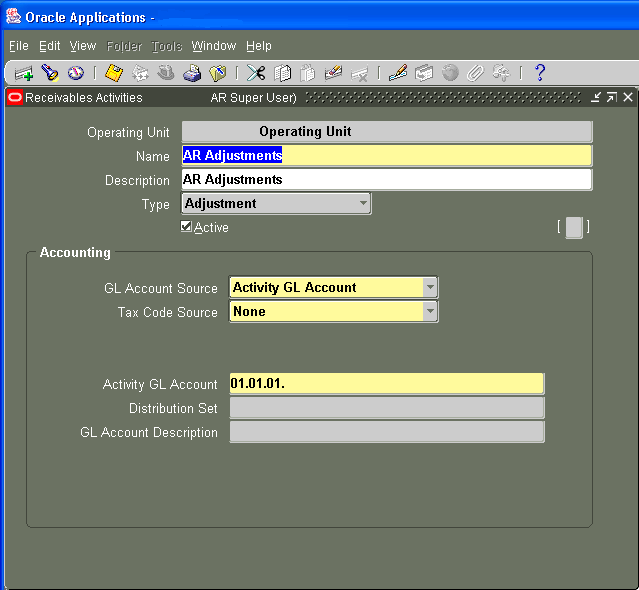 Oracle Applications -
File Edit View Folder Tools Window Help
Receivables Activities AR Super User)
Operating Unit Operating Unit
Name AR Adjustments
Description AR Adjustments
Type Adjustment
Active [ ]
Accounting
GL Account Source Activity GL Account
Tax Code Source None
Activity GL Account 01.01.01.
Distribution Set
GL Account Description